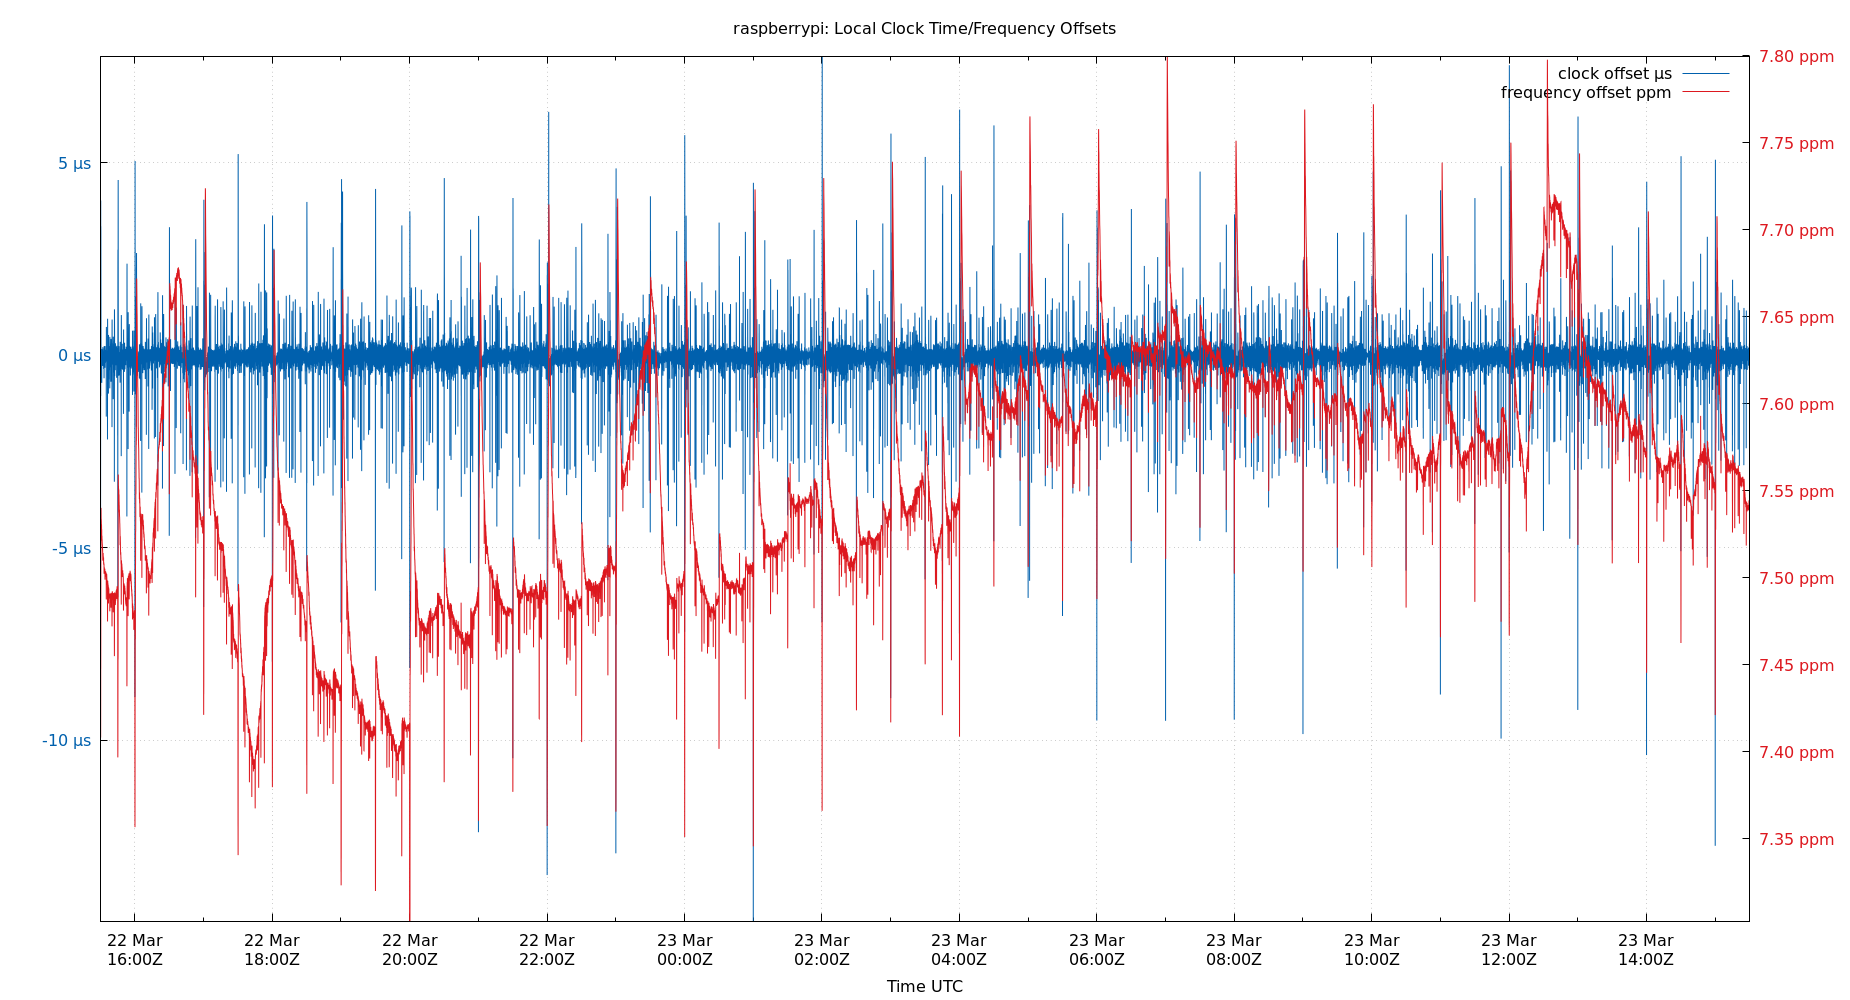 raspberrypi: Local Clock Time/Frequency Offsets
clock offset µs
frequency offset ppm
5 µs
0 µs
-5 µs
-10 µs
7.80 ppm
7.75 ppm
7.70 ppm
7.65 ppm
7.60 ppm
7.55 ppm
7.50 ppm
7.45 ppm
7.40 ppm
7.35 ppm
22 Mar 22 Mar 22 Mar 22 Mar 23 Mar 23 Mar 23 Mar 23 Mar 23 Mar 23 Mar 23 Mar 23 Mar
16:00Z 18:00Z 20:00Z 22:00Z 00:00Z 02:00Z 04:00Z 06:00Z 08:00Z 10:00Z 12:00Z 14:00Z
Time UTC